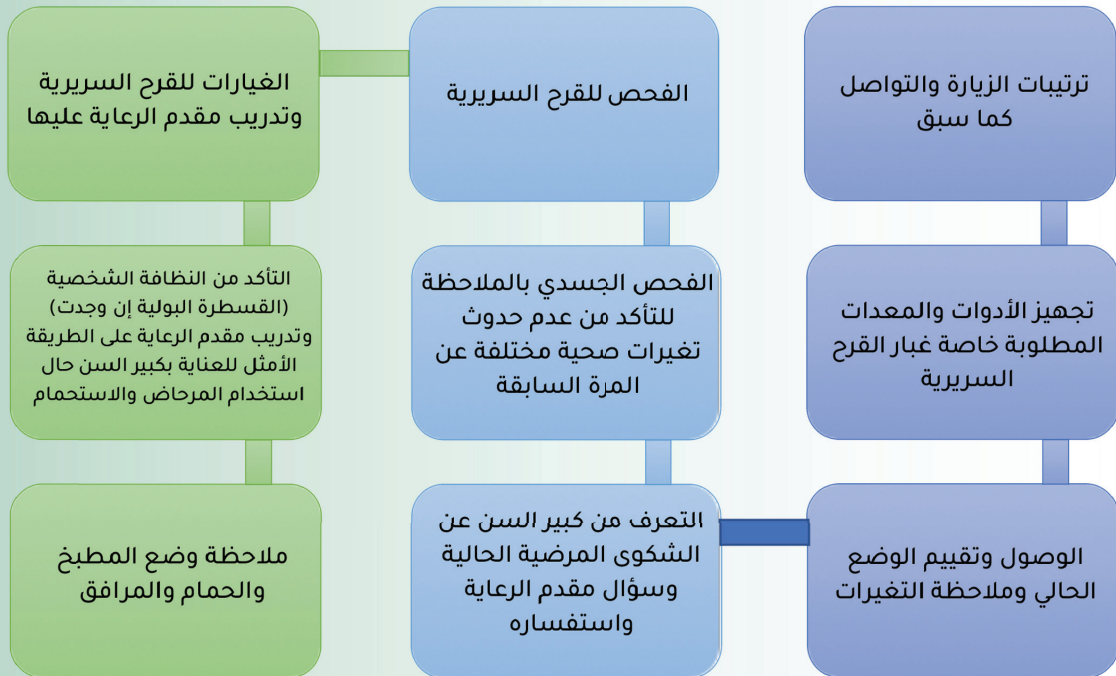 ترتيبات الزيارة والتواصل
كما سبق
تجهيز الأدوات والمعدات
المطلوبة خاصة غبار القرح
السريرية
الوصول وتقييم الوضع
الحالي وملاحظة التغيرات
التعرف من كبير السن عن
الشكوى المرضية الحالية
وسؤال مقدم الرعاية
واستفساره
الفحص الجسدي بالملاحظة
للتأكد من عدم حدوث
تغيرات صحية مختلفة عن
المرة السابقة
الفحص للقرح السريرية
الغيارات للقرح السريرية
وتدريب مقدم الرعاية عليها
التأكد من النظافة الشخصية
(القسطرة البولية إن وجدت)
وتدريب مقدم الرعاية على الطريقة
الأمثل للعناية بكبير السن حال
استخدام المرحاض والاستحمام
ملاحظة وضع المطبخ
والحمام والمرافق